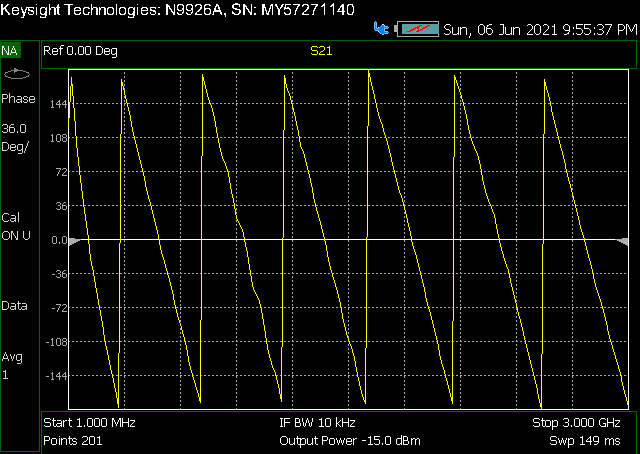 Keysight Technologies: N9926A, SN: MY57271140
Sun, 06 Jun 2021 9:55:37 PM
NA
Ref 0.00 Deg
S21
Phase
36.0
Deg/
Cal
ON U
Data
Avg
1
144
108
72
36
0.0
-36
-72
-108
-144
Start 1.000 MHz
IF BW 10 kHz
Stop 3.000 GHz
Points 201
Output Power -15.0 dBm
Swp 149 ms